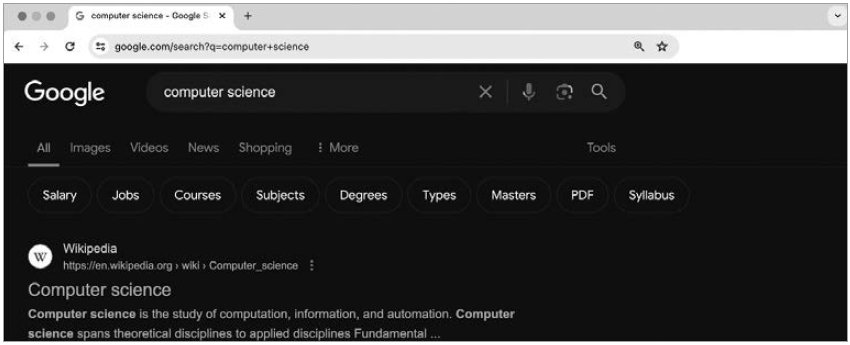 computer science - Google S
google.com/search?q=computer+science
Google
computer science
All Images Videos News Shopping More Tools
Salary Jobs Courses Subjects Degrees Types Masters PDF Syllabus
W
Wikipedia
https://en.wikipedia.org › wiki › Computer_science
Computer science
Computer science is the study of computation, information, and automation. Computer
science spans theoretical disciplines to applied disciplines Fundamental ...